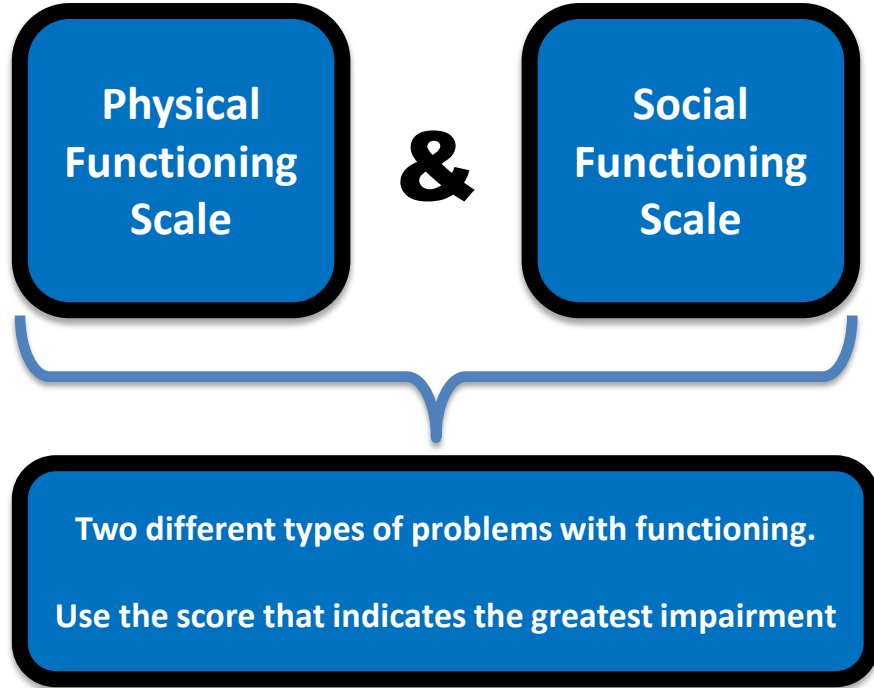 Physical
Functioning
Scale
&
Social
Functioning
Scale
Two different types of problems with functioning.
Use the score that indicates the greatest impairment